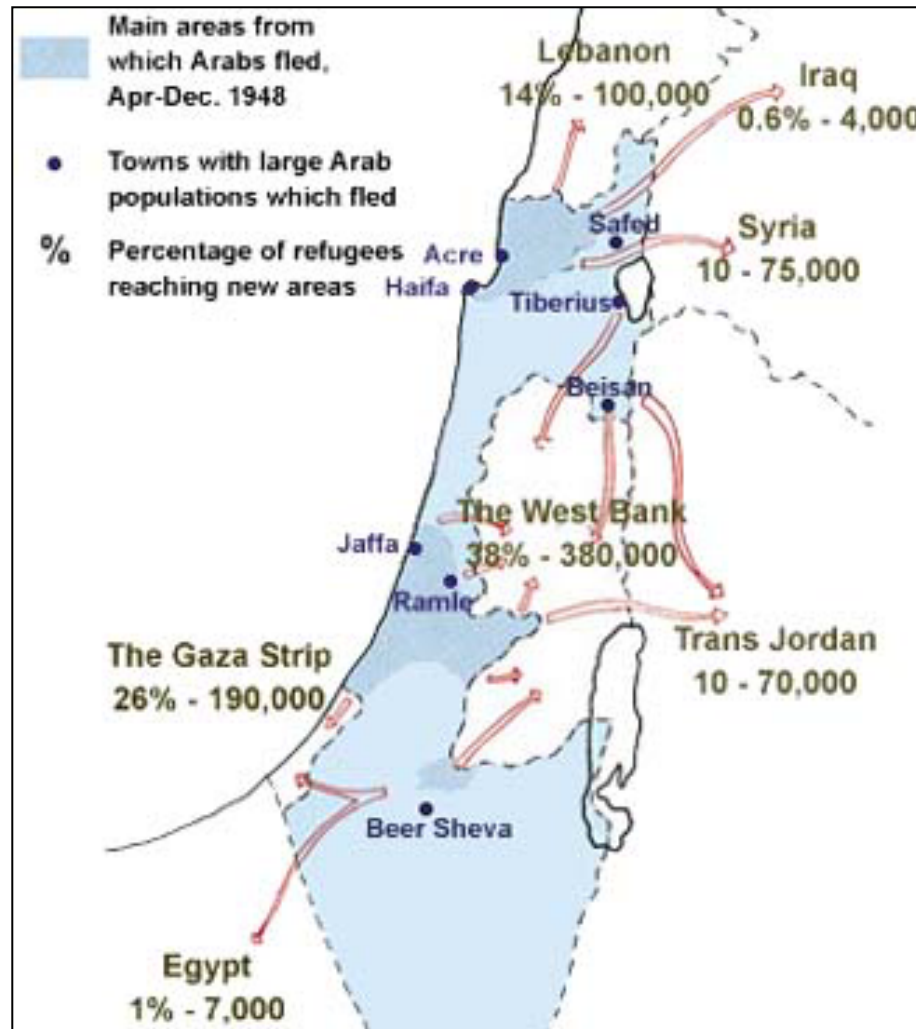 Main areas from
which Arabs fled,
Apr-Dec. 1948
Towns with large Arab
populations which fled
% Percentage of refugees
reaching new areas
Lebanon
14% - 100,000
Iraq
0.6% - 4,000
Safed
Syria
10 - 75,000
Acre
Haifa
Tiberius
Beisan
The West Bank
38% - 380,000
Jaffa
Ramle
Trans Jordan
10 - 70,000
The Gaza Strip
26% - 190,000
Beer Sheva
Egypt
1% - 7,000